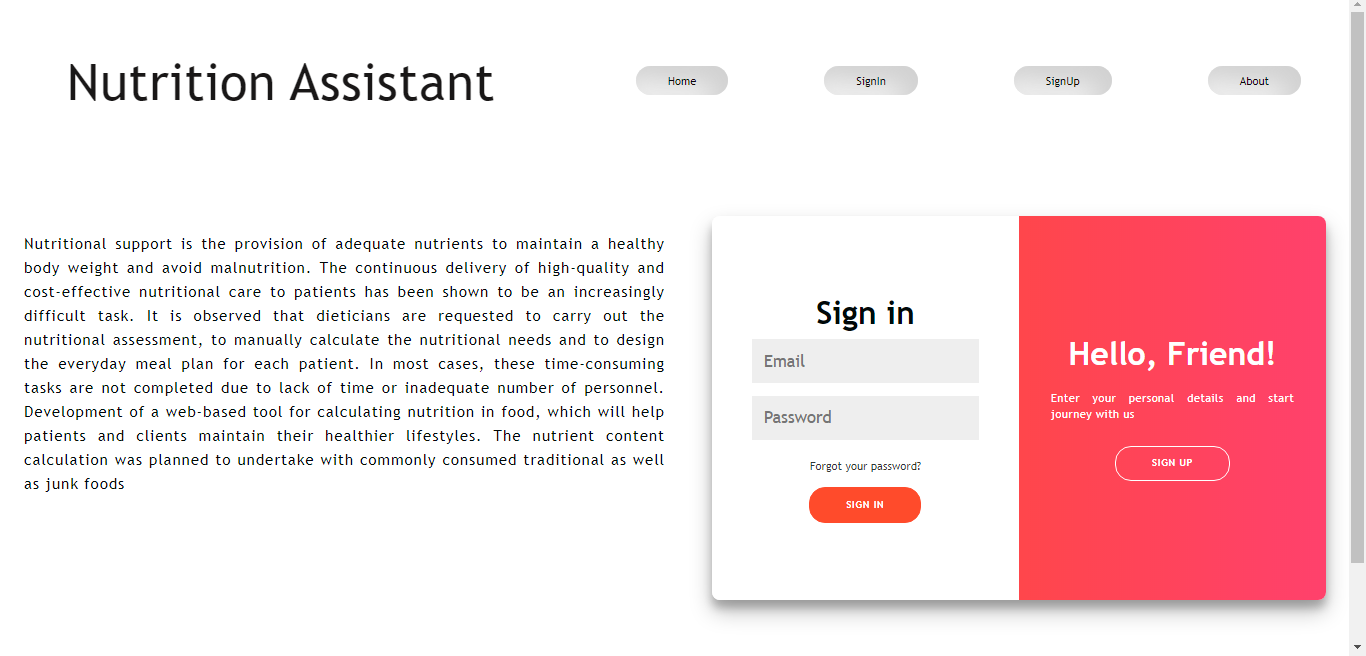 Nutrition Assistant
Home
SignIn
SignUp
About
Nutritional support is the provision of adequate nutrients to maintain a healthy
body weight and avoid malnutrition. The continuous delivery of high-quality and
cost-effective nutritional care to patients has been shown to be an increasingly
difficult task. It is observed that dieticians are requested to carry out the
nutritional assessment, to manually calculate the nutritional needs and to design
the everyday meal plan for each patient. In most cases, these time-consuming
tasks are not completed due to lack of time or inadequate number of personnel.
Development of a web-based tool for calculating nutrition in food, which will help
patients and clients maintain their healthier lifestyles. The nutrient content
calculation was planned to undertake with commonly consumed traditional as well
as junk foods
Sign in
Email
Password
Forgot your password?
SIGN IN
Hello, Friend!
Enter your personal details and start
journey with us
SIGN UP